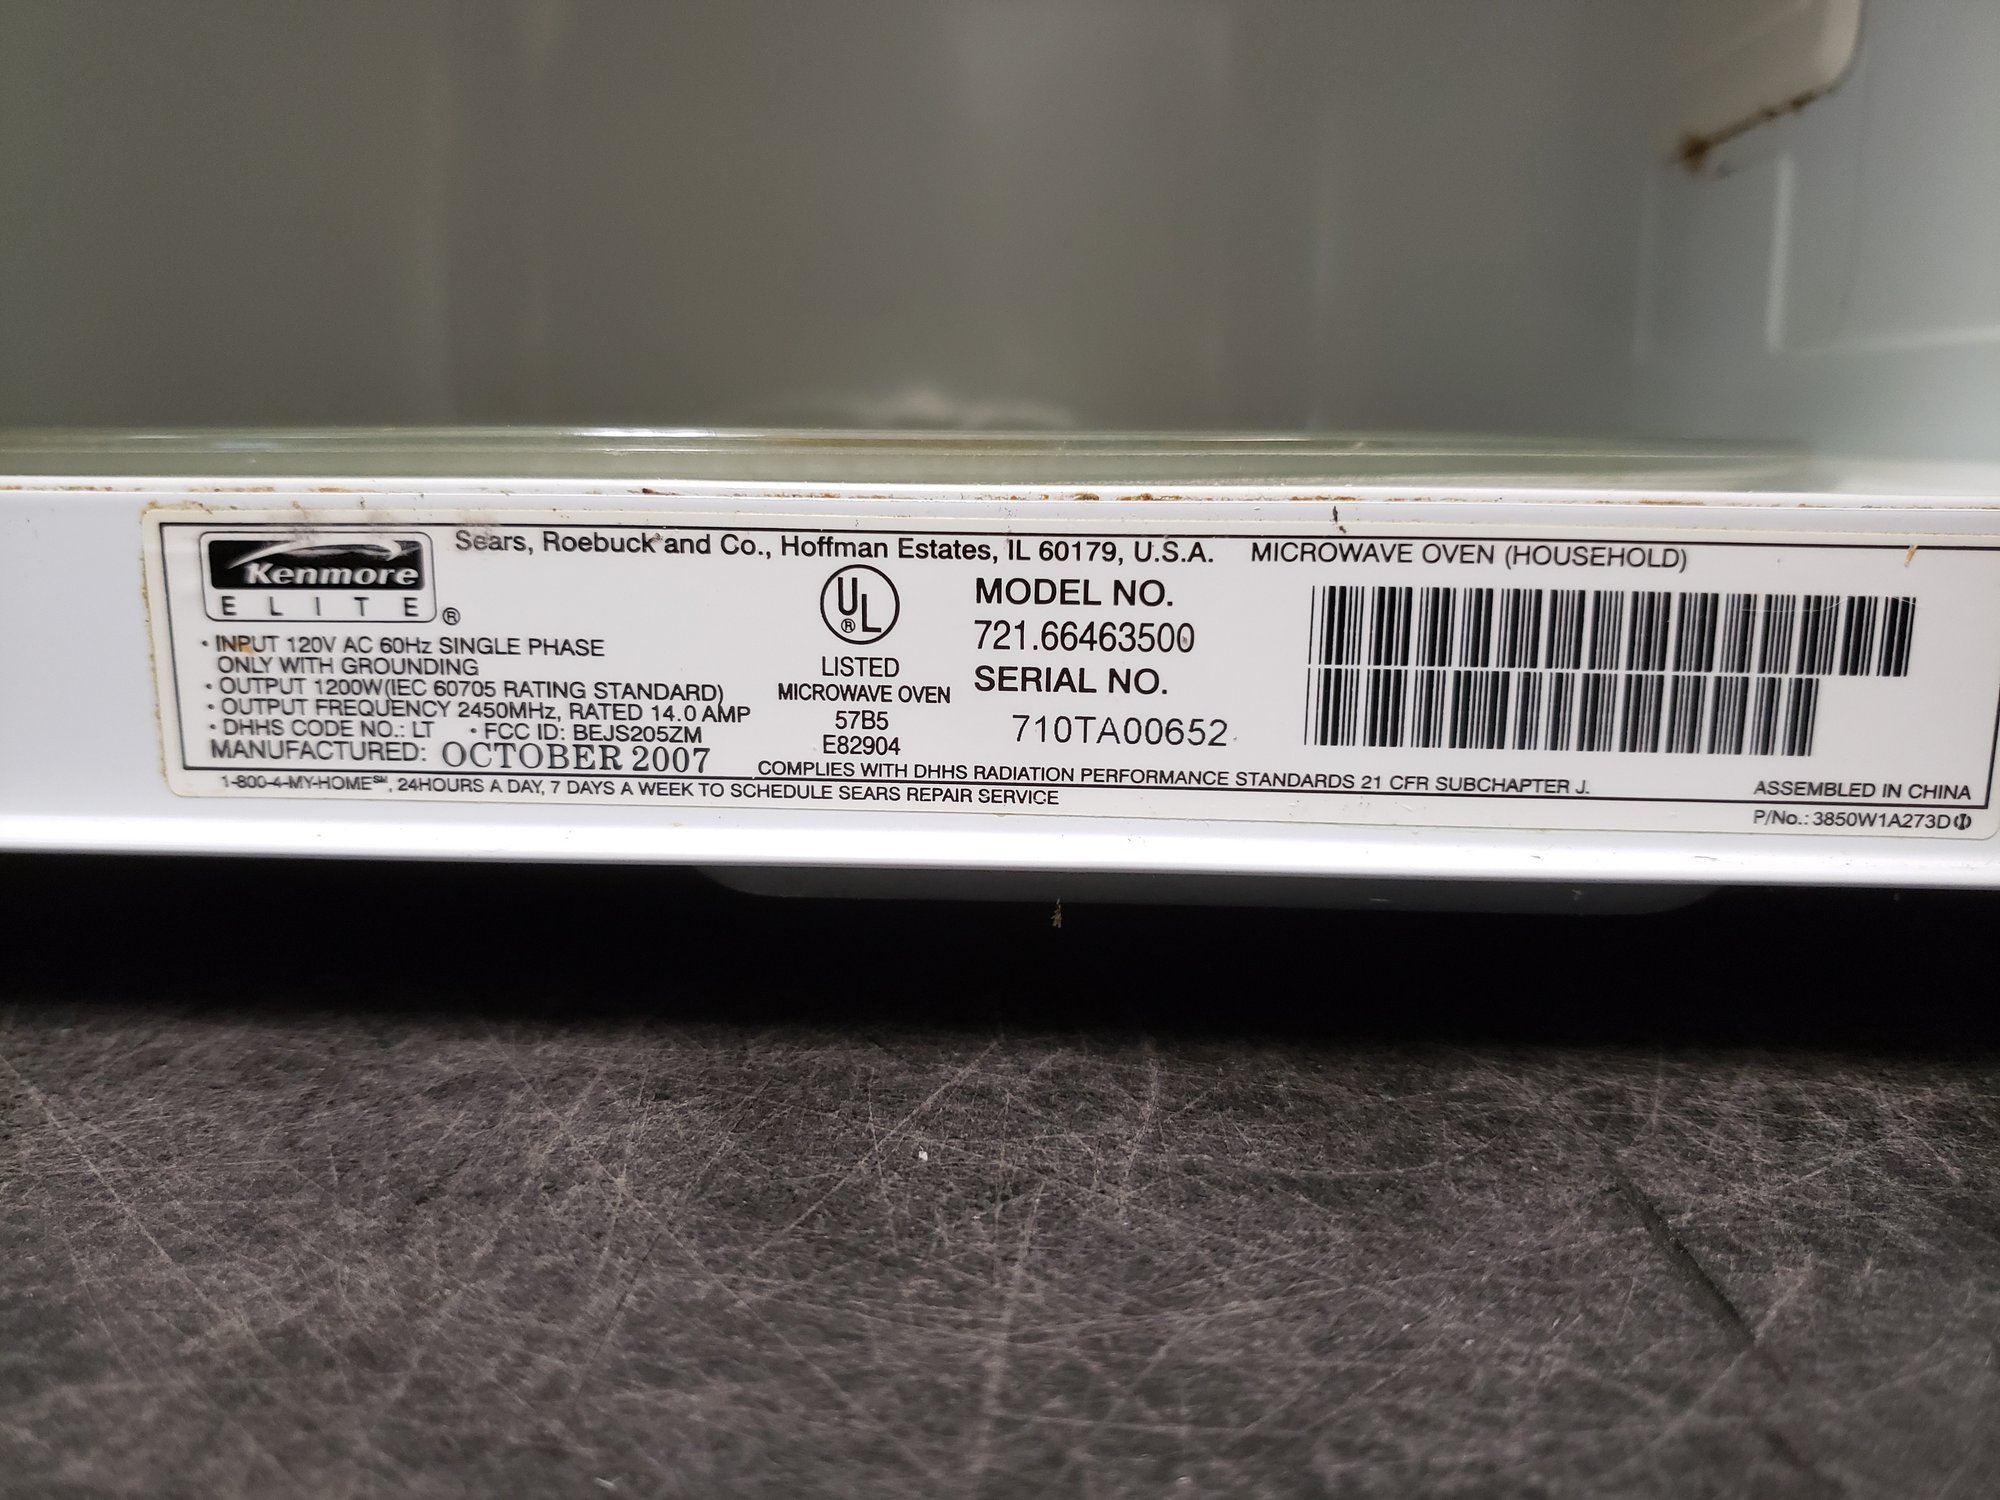 Kenmore
ELITE ®
Sears, Roebuck and Co., Hoffman Estates, IL 60179, U.S.A. MICROWAVE OVEN (HOUSEHOLD)
• INPUT 120V AC 60Hz SINGLE PHASE
ONLY WITH GROUNDING
• OUTPUT 1200W(IEC 60705 RATING STANDARD)
• OUTPUT FREQUENCY 2450MHz, RATED 14.0 AMP
• DHHS CODE NO.: LT • FCC ID: BEJS205ZM
MANUFACTURED: OCTOBER 2007
UL ®
LISTED
MICROWAVE OVEN
57B5
E82904
MODEL NO.
721.66463500
SERIAL NO.
710TA00652
COMPLIES WITH DHHS RADIATION PERFORMANCE STANDARDS 21 CFR SUBCHAPTER J.
ASSEMBLED IN CHINA
1-800-4-MY-HOME℠, 24HOURS A DAY, 7 DAYS A WEEK TO SCHEDULE SEARS REPAIR SERVICE
P/No.: 3850W1A273D